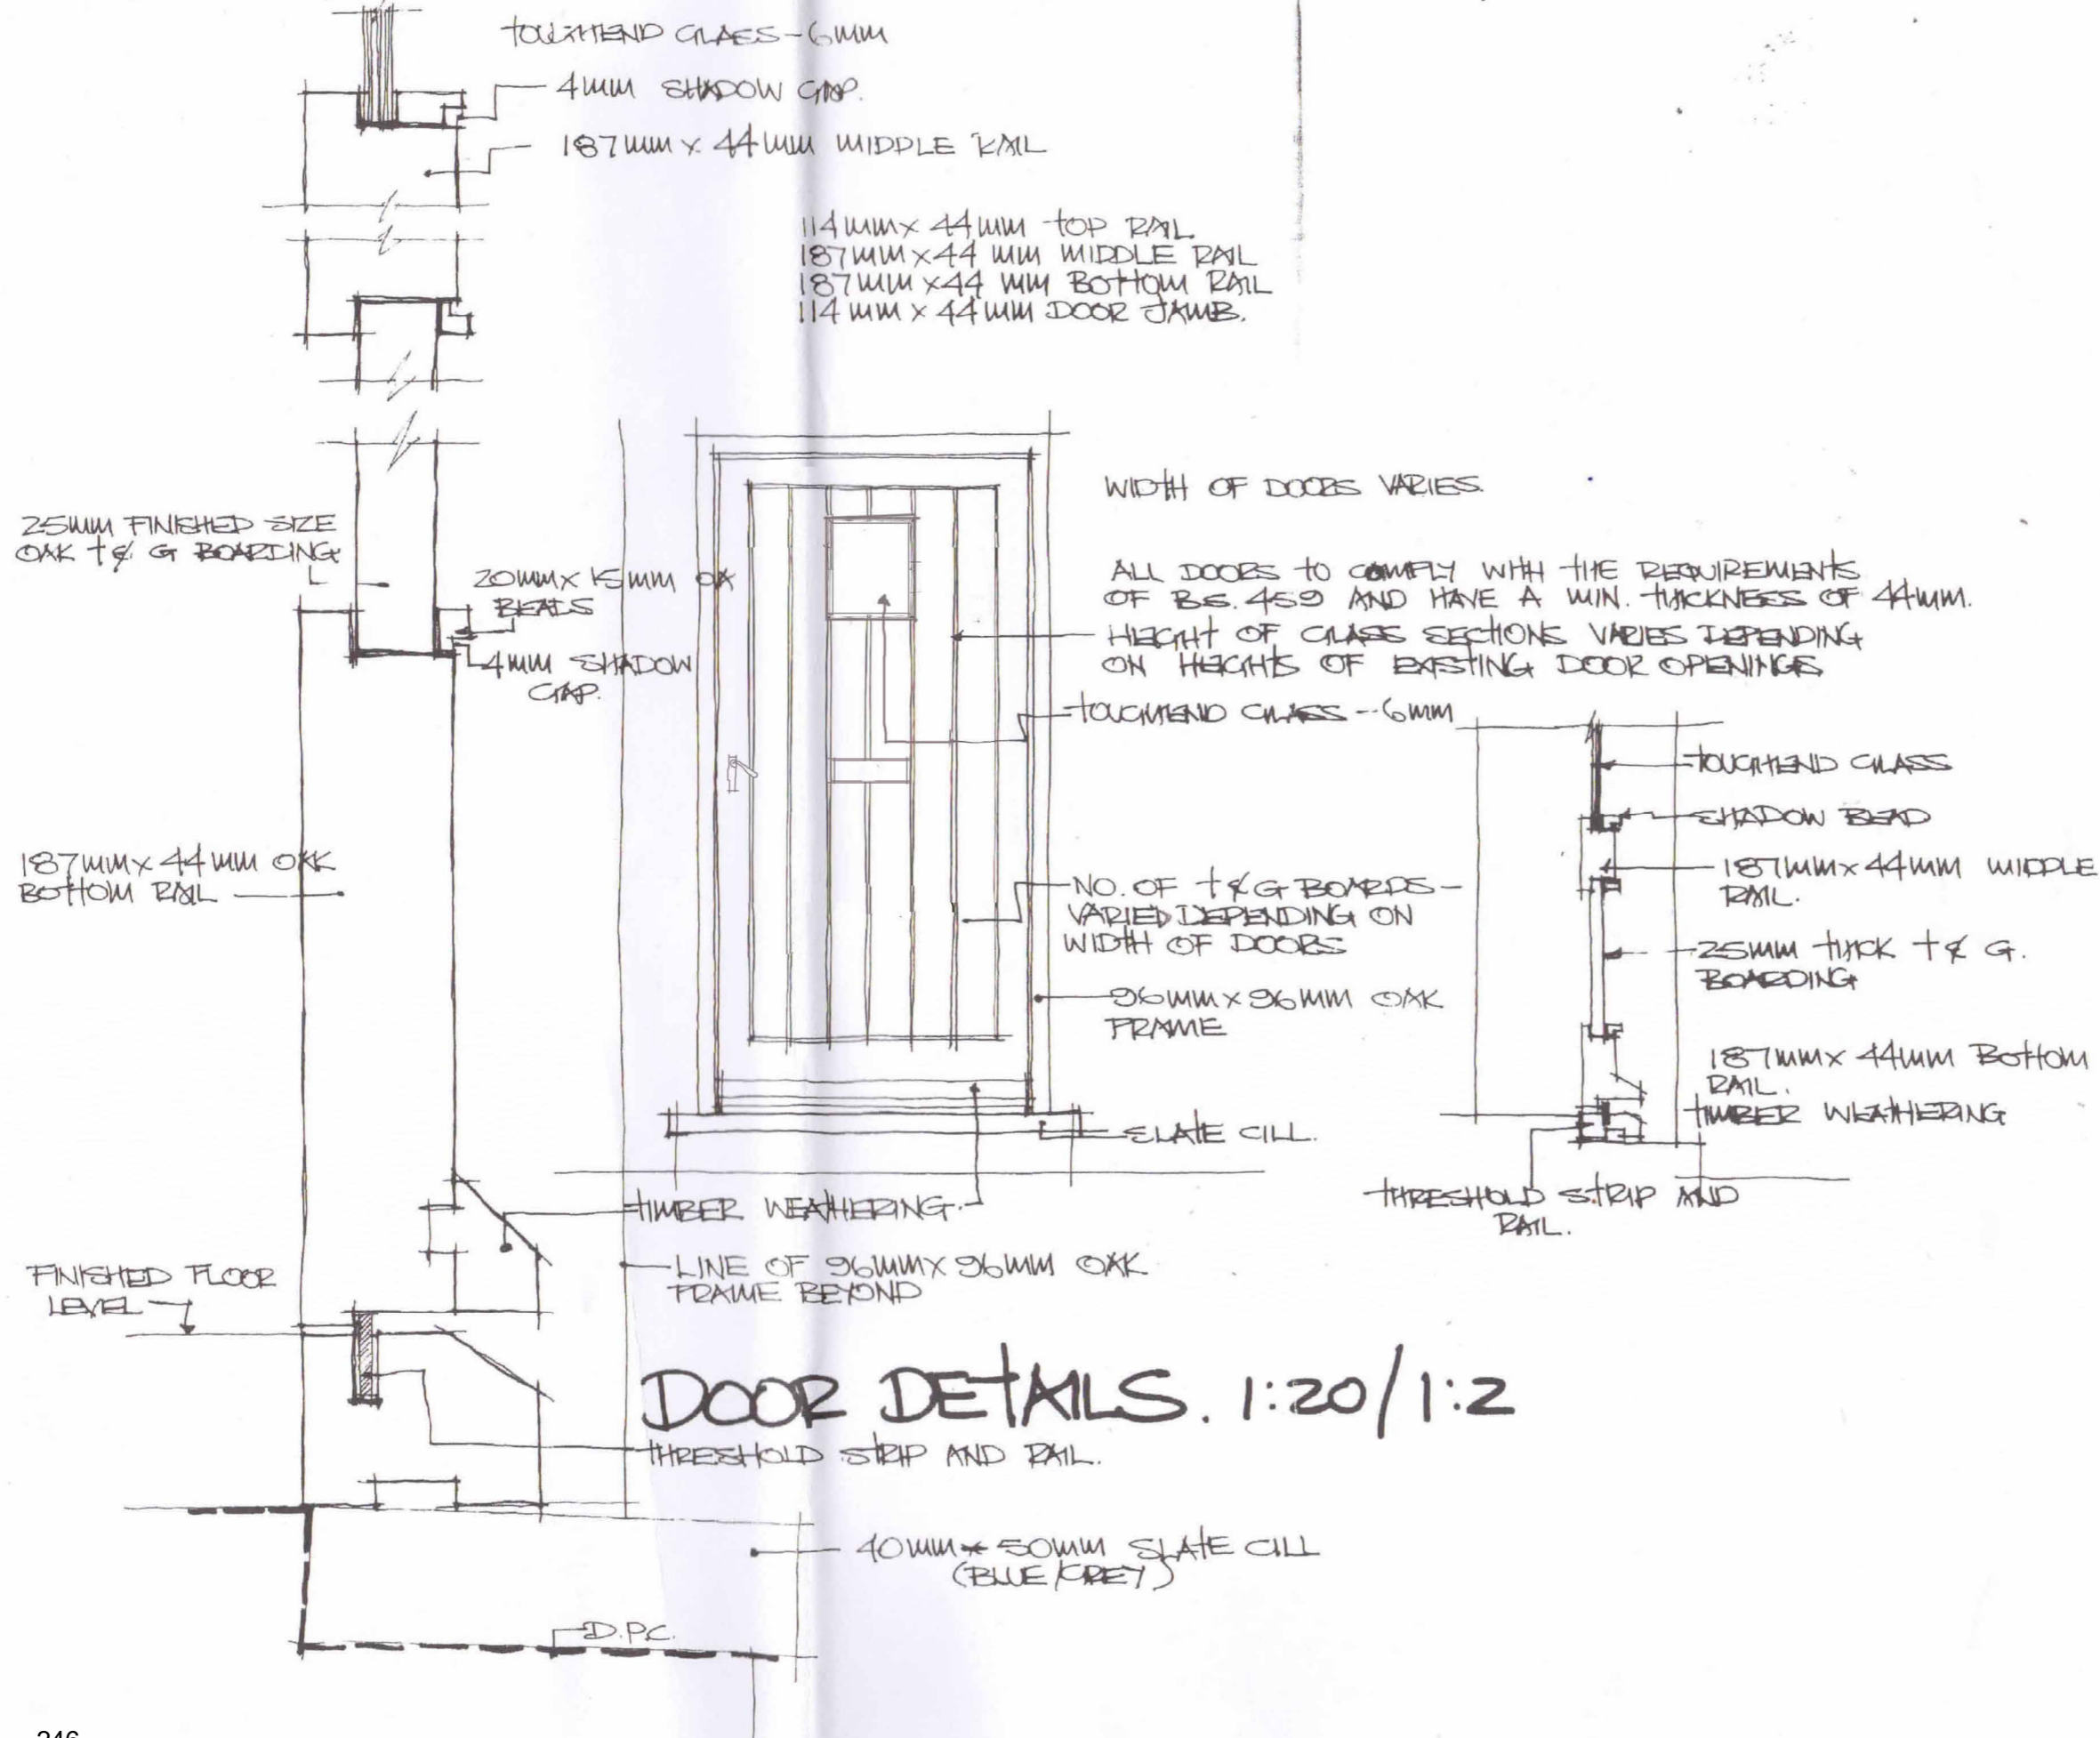 TOUGHEND GLASS - 6MM
4MM SHADOW GAP.
187MM X 44MM MIDDLE RAIL
114MM X 44MM TOP RAIL
187MM X 44 MM MIDDLE RAIL
187MM X 44 MM BOTTOM RAIL
114MM X 44MM DOOR JAMB.
25MM FINISHED SIZE
OAK T & G BOARDING
20MM X 15MM OA
BEADS
4MM SHADOW
GAP.
187MM X 44MM OAK
BOTTOM RAIL
FINISHED FLOOR
LEVEL
WIDTH OF DOORS VARIES.
ALL DOORS TO COMPLY WITH THE REQUIREMENTS
OF BS. 459 AND HAVE A MIN. THICKNESS OF 44MM.
HEIGHT OF GLASS SECTIONS VARIES DEPENDING
ON HEIGHTS OF EXISTING DOOR OPENINGS
TOUGHEND GLASS - 6MM
NO. OF T & G BOARDS -
VARIED DEPENDING ON
WIDTH OF DOORS
96MM X 96MM OAK
FRAME
SLATE CILL.
TIMBER WEATHERING.
LINE OF 96MM X 96MM OAK
FRAME BEYOND
TOUGHEND GLASS
SHADOW BEAD
187MM X 44MM MIDDLE
RAIL.
25MM THICK T & G.
BOARDING
187MM X 44MM BOTTOM
RAIL.
TIMBER WEATHERING
THRESHOLD STRIP AND
RAIL.
DOOR DETAILS. 1:20/1:2
THRESHOLD STRIP AND RAIL.
40MM * 50MM SLATE CILL
(BLUE/GREY)
D.P.C.
246